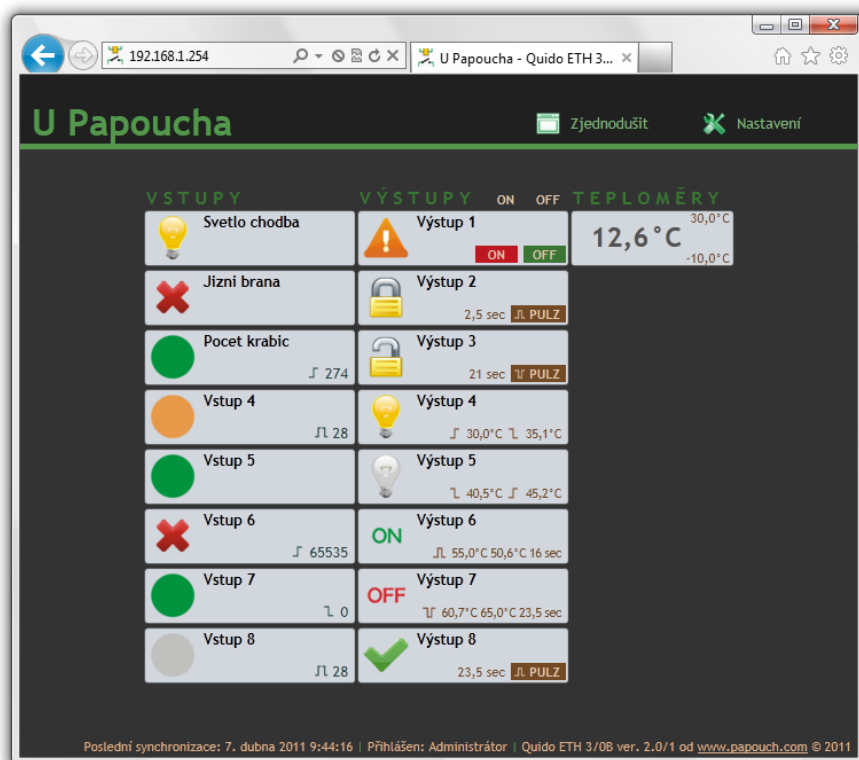 192.168.1.254
U Papoucha - Quido ETH 3...
U Papoucha
Zjednodušit
Nastavení
VSTUPY
VÝSTUPY ON OFF
TEPLOMĚRY
Svetlo chodba
Výstup 1
ON OFF
12,6°C
30,0°C
-10,0°C
Jizni brana
Výstup 2
2,5 sec PULZ
Pocet krabic
274
Výstup 3
21 sec PULZ
Vstup 4
28
Výstup 4
30,0°C 35,1°C
Vstup 5
Výstup 5
40,5°C 45,2°C
Vstup 6
65535
ON
Výstup 6
55,0°C 50,6°C 16 sec
Vstup 7
0
OFF
Výstup 7
60,7°C 65,0°C 23,5 sec
Vstup 8
28
Výstup 8
23,5 sec PULZ
Poslední synchronizace: 7. dubna 2011 9:44:16 | Přihlášen: Administrátor | Quido ETH 3/0B ver. 2.0/1 od www.papouch.com © 2011